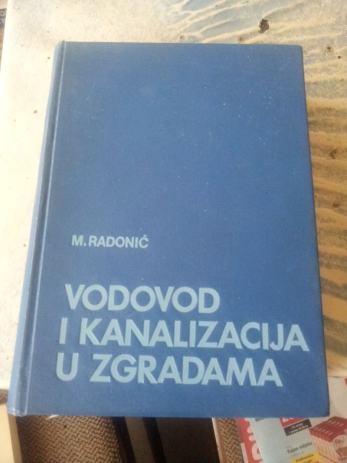 M. RADONIĆ
VODOVOD
I KANALIZACIJA
U ZGRADAMA